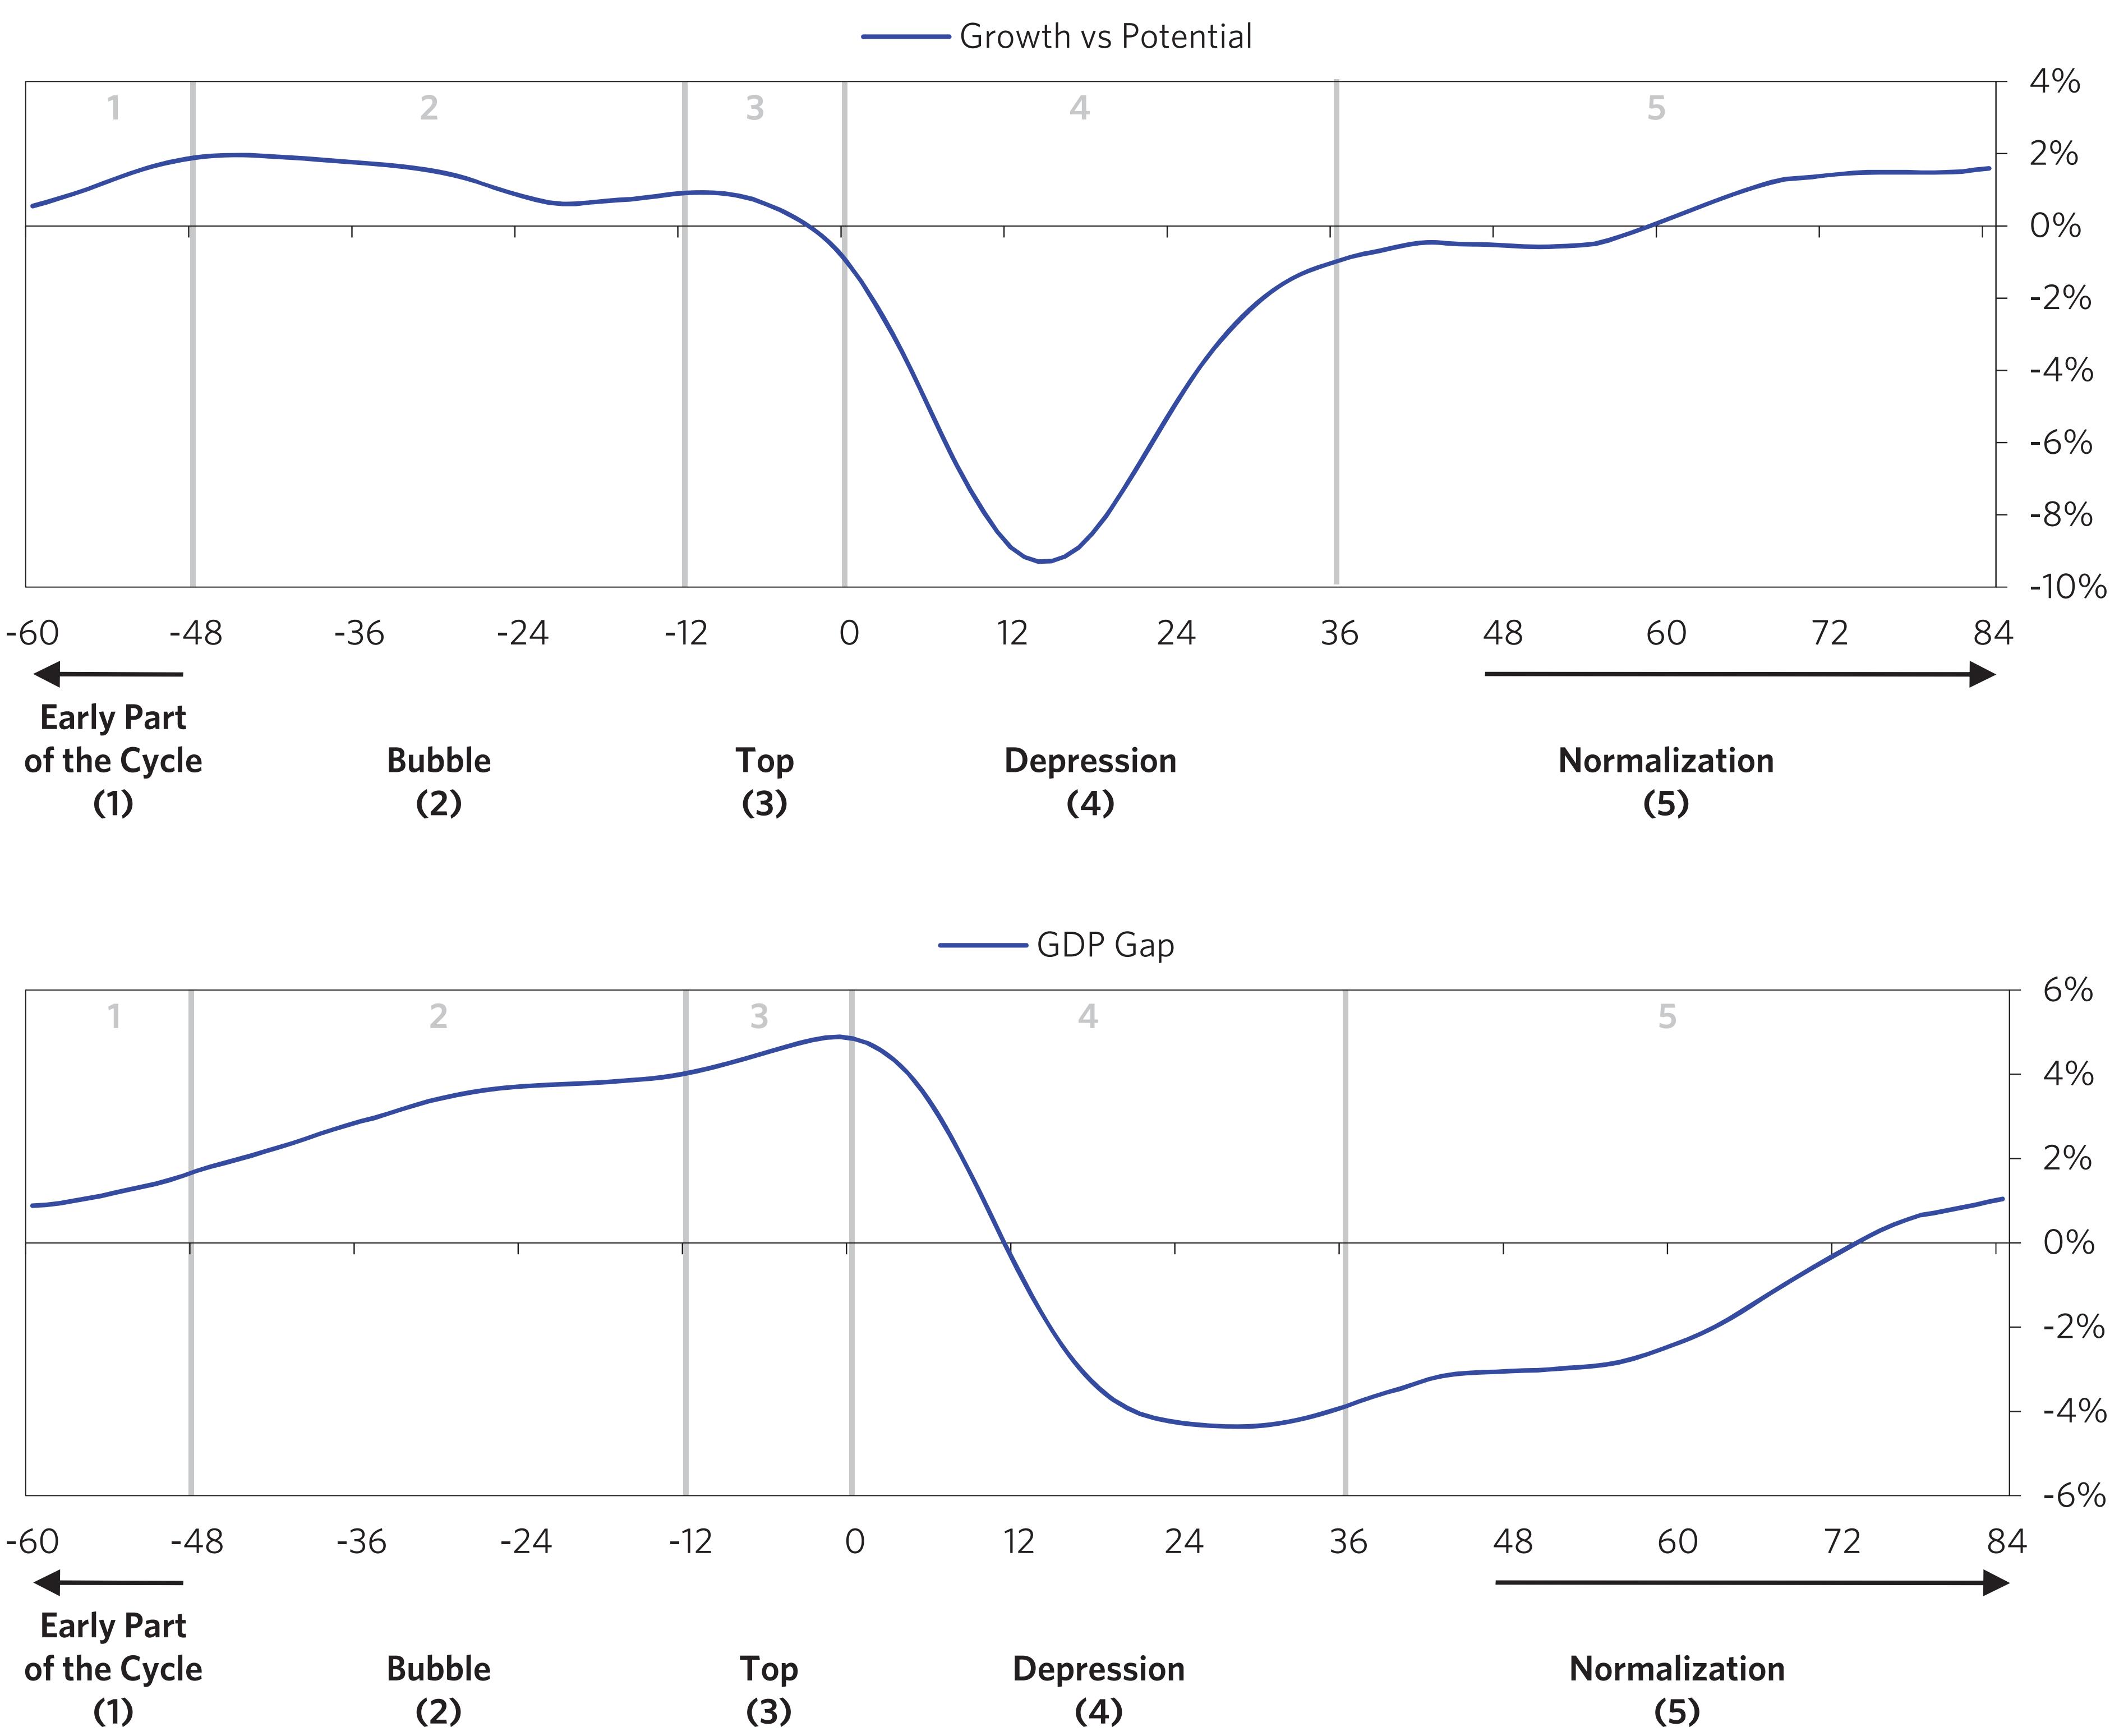 Growth vs Potential
1 2 3 4 5
4%
2%
0%
-2%
-4%
-6%
-8%
-10%
-60 -48 -36 -24 -12 0 12 24 36 48 60 72 84
Early Part
of the Cycle Bubble Top Depression Normalization
(1) (2) (3) (4) (5)
GDP Gap
1 2 3 4 5
6%
4%
2%
0%
-2%
-4%
-6%
-60 -48 -36 -24 -12 0 12 24 36 48 60 72 84
Early Part
of the Cycle Bubble Top Depression Normalization
(1) (2) (3) (4) (5)